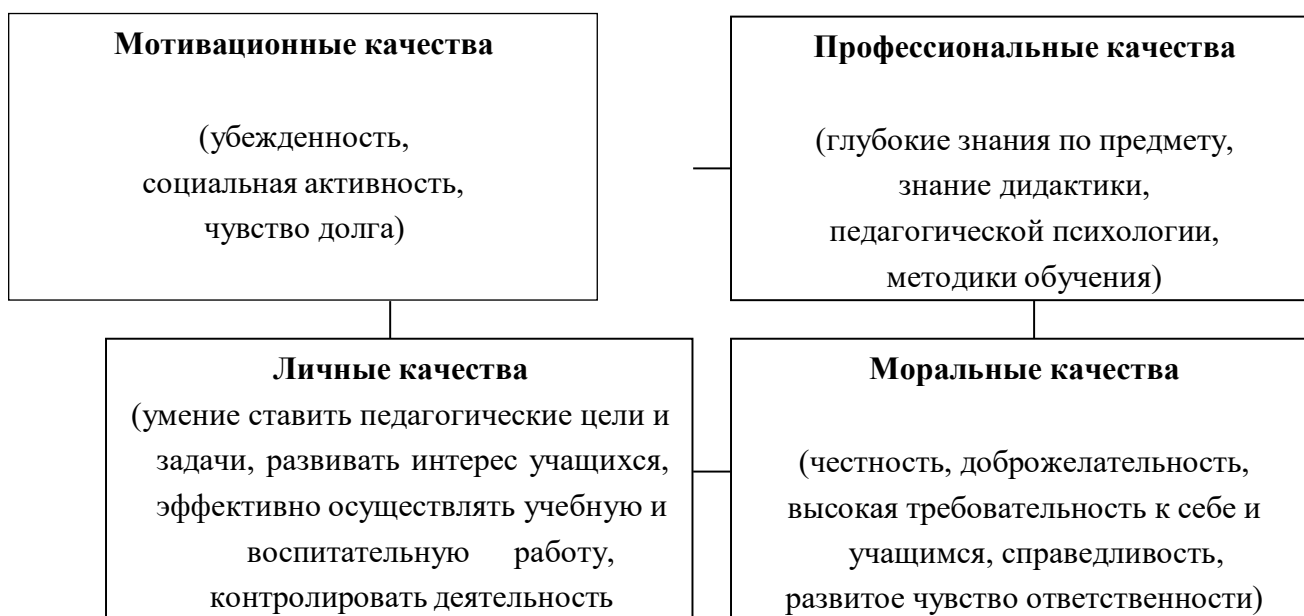 Мотивационные качества
(убежденность,
социальная активность,
чувство долга)
Профессиональные качества
(глубокие знания по предмету,
знание дидактики,
педагогической психологии,
методики обучения)
Личные качества
(умение ставить педагогические цели и
задачи, развивать интерес учащихся,
эффективно осуществлять учебную и
воспитательную работу,
контролировать деятельность
Моральные качества
(честность, доброжелательность,
высокая требовательность к себе и
учащимся, справедливость,
развитое чувство ответственности)